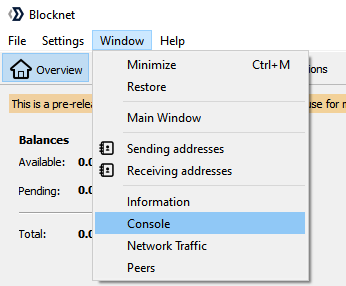 Blocknet
File Settings Window Help
Overview
Minimize Ctrl+M
Restore
Main Window
Sending addresses
Receiving addresses
Information
Console
Network Traffic
Peers
This is a pre-relea
use for
Balances
Available: 0.0
Pending: 0.0
Total: 0.0